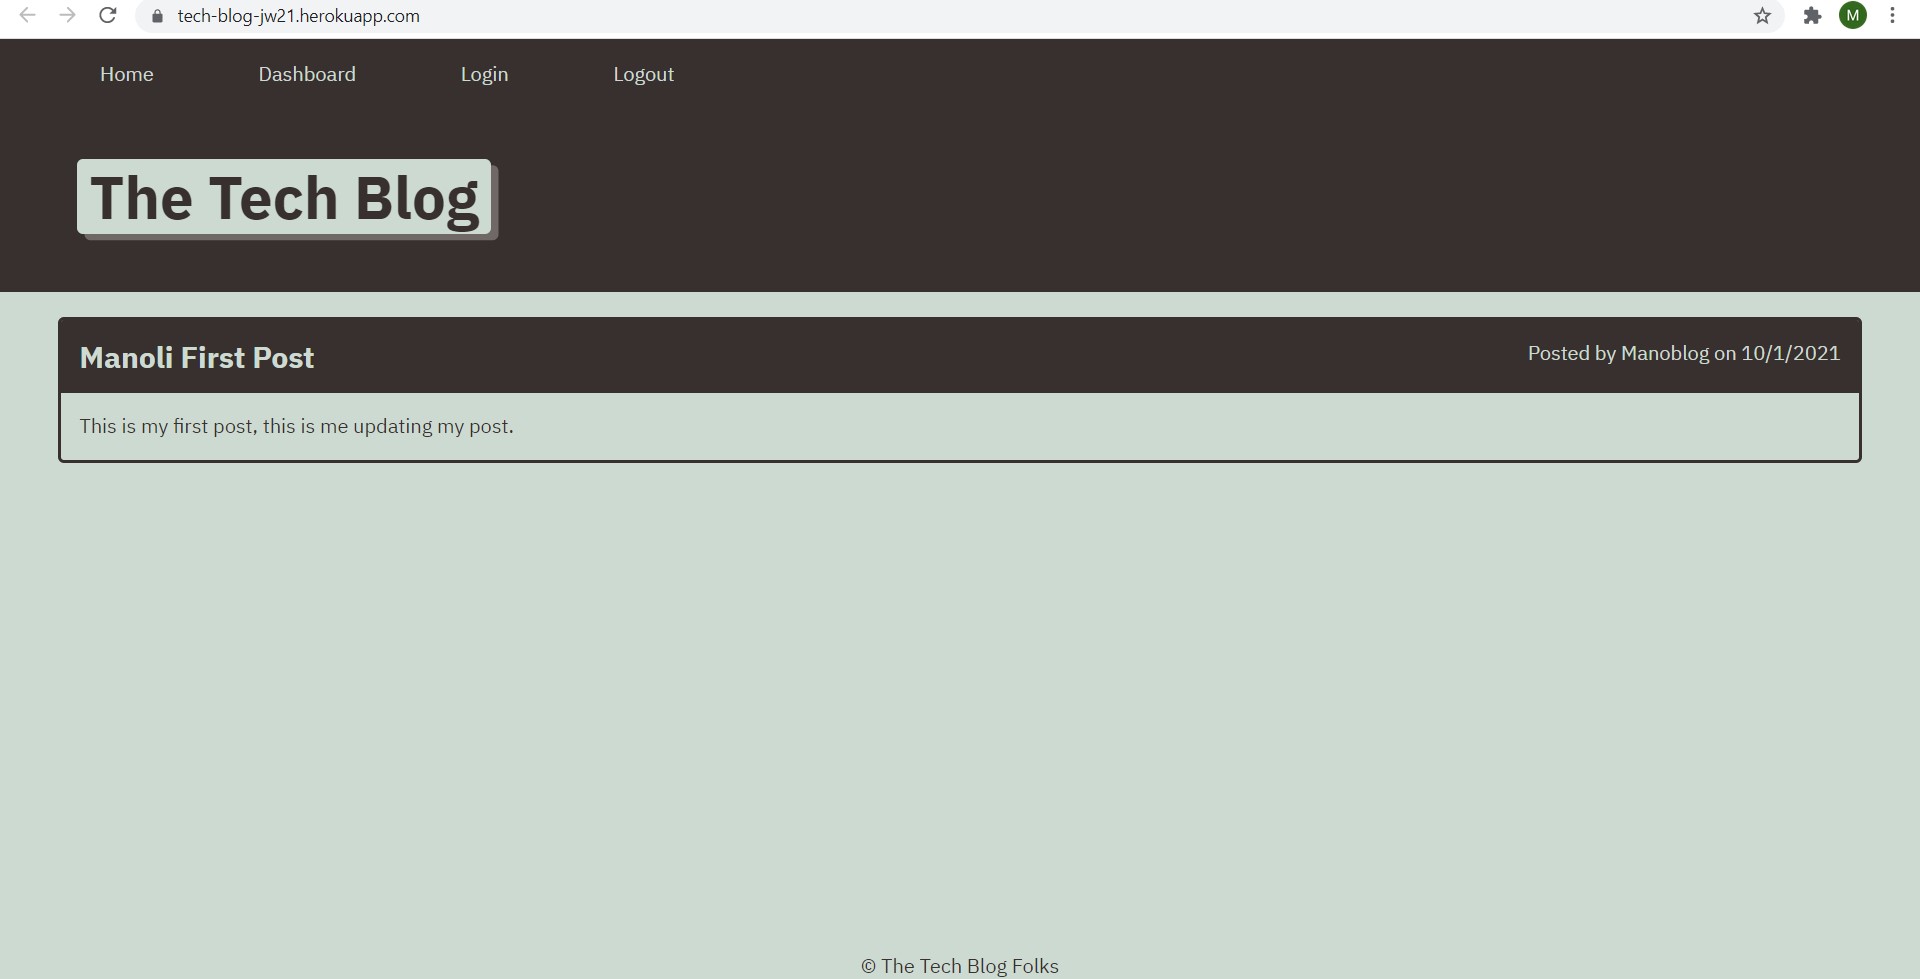 tech-blog-jw21.herokuapp.com
M
Home Dashboard Login Logout
The Tech Blog
Manoli First Post
Posted by Manoblog on 10/1/2021
This is my first post, this is me updating my post.
© The Tech Blog Folks